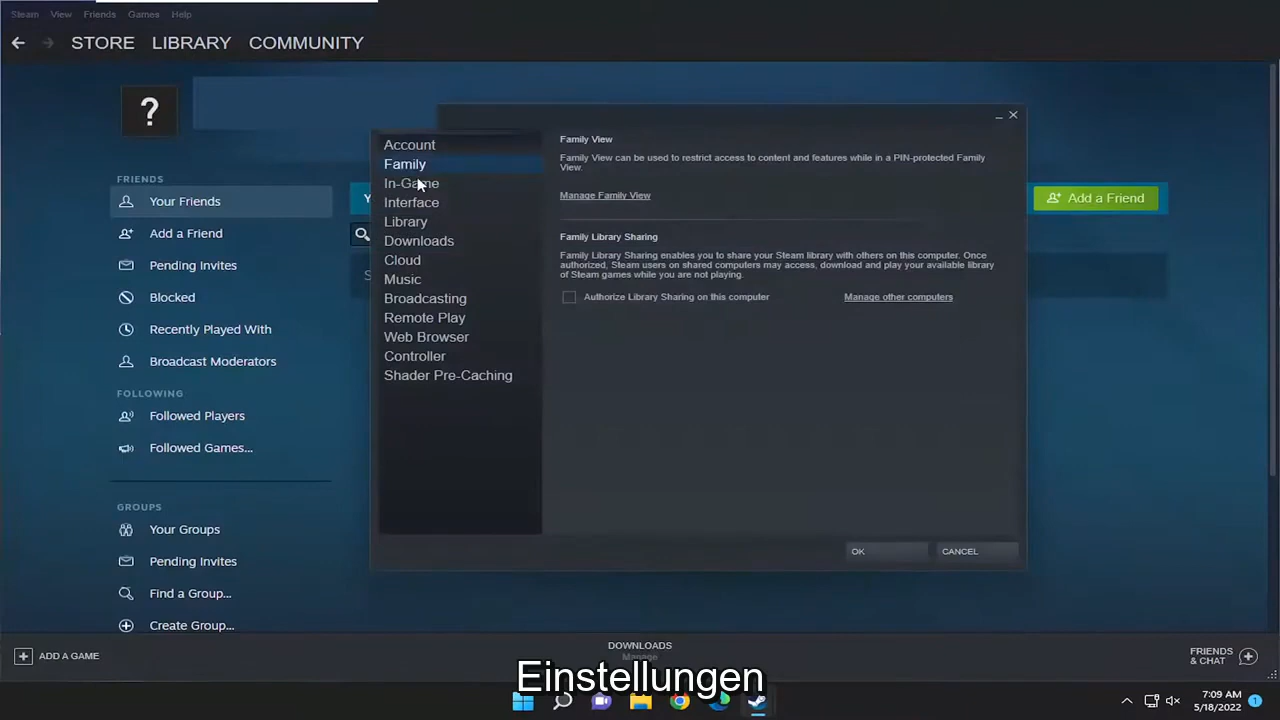 Steam View Friends Games Help
STORE LIBRARY COMMUNITY
?
FRIENDS
Your Friends
Add a Friend
Pending Invites
Blocked
Recently Played With
Broadcast Moderators
FOLLOWING
Followed Players
Followed Games...
GROUPS
Your Groups
Pending Invites
Find a Group...
Create Group...
Account
Family
In-Game
Interface
Library
Downloads
Cloud
Music
Broadcasting
Remote Play
Web Browser
Controller
Shader Pre-Caching
Family View
Family View can be used to restrict access to content and features while in a PIN-protected Family
View.
Manage Family View
Family Library Sharing
Family Library Sharing enables you to share your Steam library with others on this computer. Once
authorized, Steam users on shared computers may access, download and play your available library
of Steam games while you are not playing.
Authorize Library Sharing on this computer Manage other computers
OK CANCEL
Add a Friend
ADD A GAME
DOWNLOADS
Manage
FRIENDS
& CHAT
Einstellungen
7:09 AM
5/18/2022
1